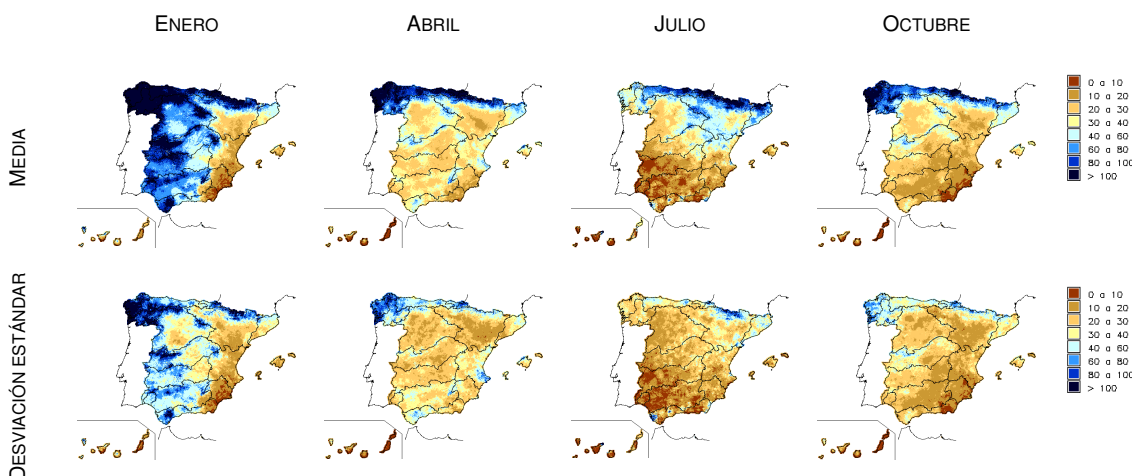 ENERO ABRIL JULIO OCTUBRE
MEDIA
0 a 10
10 a 20
20 a 30
30 a 40
40 a 60
60 a 80
80 a 100
> 100
DESVIACIÓN ESTÁNDAR
0 a 10
10 a 20
20 a 30
30 a 40
40 a 60
60 a 80
80 a 100
> 100